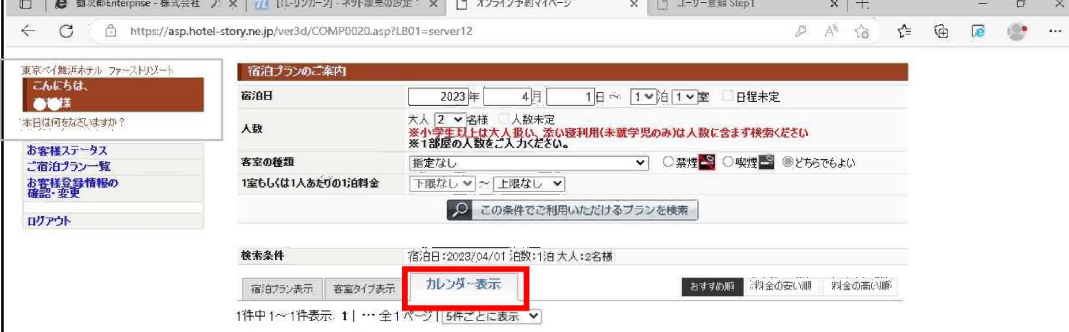 勤次郎Enterprise - 株式会社
オンライン予約マイページ
ユーザー登録 Step1
https://asp.hotel-story.ne.jp/ver3d/COMP0020.asp?LB01=server12
東京ベイ舞浜ホテル ファーストリゾート
こんにちは、
様
本日は何をなさいますか?
お客様ステータス
ご宿泊プラン一覧
お客様登録情報の
確認・変更
ログアウト
宿泊プランのご案内
宿泊日 2023年 4月 1日~ 1泊 1室 日程未定
人数 大人 2 名様 人数未定
※小学生以上は大人扱い、添い寝利用(未就学児のみ)は人数に含まず検索ください
※1部屋の人数をご入力ください。
客室の種類 指定なし 禁煙 喫煙 どちらでもよい
1室もしくは1人あたりの1泊料金 下限なし ~ 上限なし
この条件でご利用いただけるプランを検索
検索条件 宿泊日:2023/04/01 泊数:1泊 大人:2名様
宿泊プラン表示 客室タイプ表示 カレンダー表示 おすすめ順 料金の安い順 料金の高い順
1件中 1~1件表示 1 | … 全1ページ | 5件ごとに表示